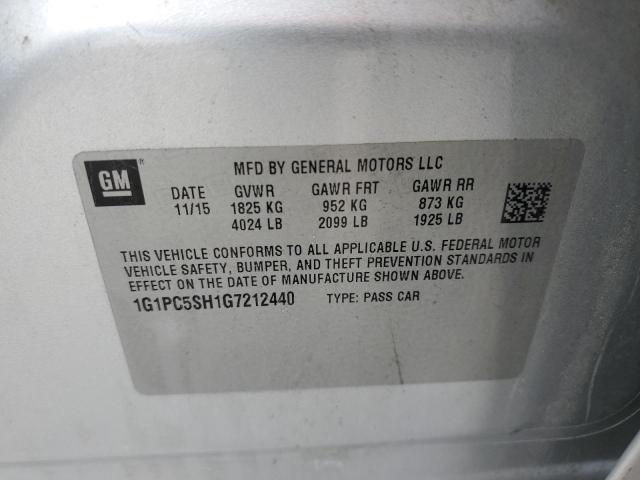 GM
MFD BY GENERAL MOTORS LLC
DATE GVWR GAWR FRT GAWR RR
11/15 1825 KG 952 KG 873 KG
4024 LB 2099 LB 1925 LB
THIS VEHICLE CONFORMS TO ALL APPLICABLE U.S. FEDERAL MOTOR
VEHICLE SAFETY, BUMPER, AND THEFT PREVENTION STANDARDS IN
EFFECT ON THE DATE OF MANUFACTURE SHOWN ABOVE.
1G1PC5SH1G7212440 TYPE: PASS CAR